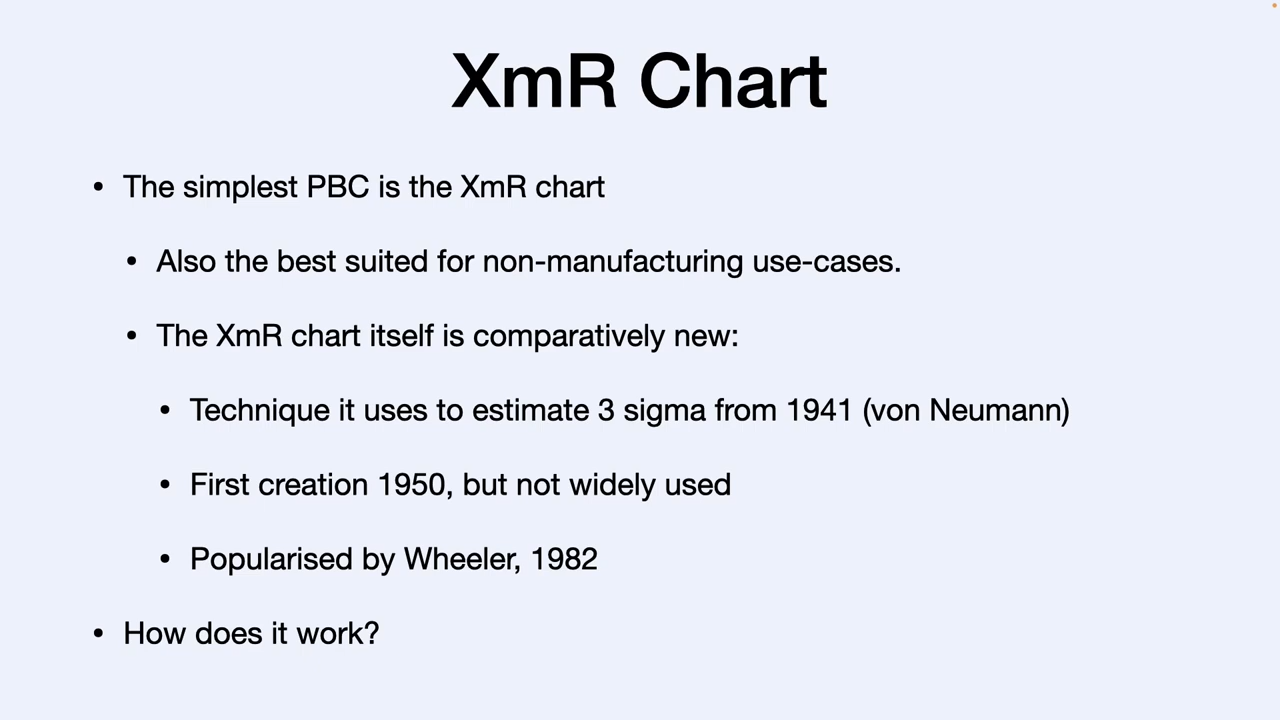 XmR Chart
• The simplest PBC is the XmR chart
• Also the best suited for non-manufacturing use-cases.
• The XmR chart itself is comparatively new:
• Technique it uses to estimate 3 sigma from 1941 (von Neumann)
• First creation 1950, but not widely used
• Popularised by Wheeler, 1982
• How does it work?